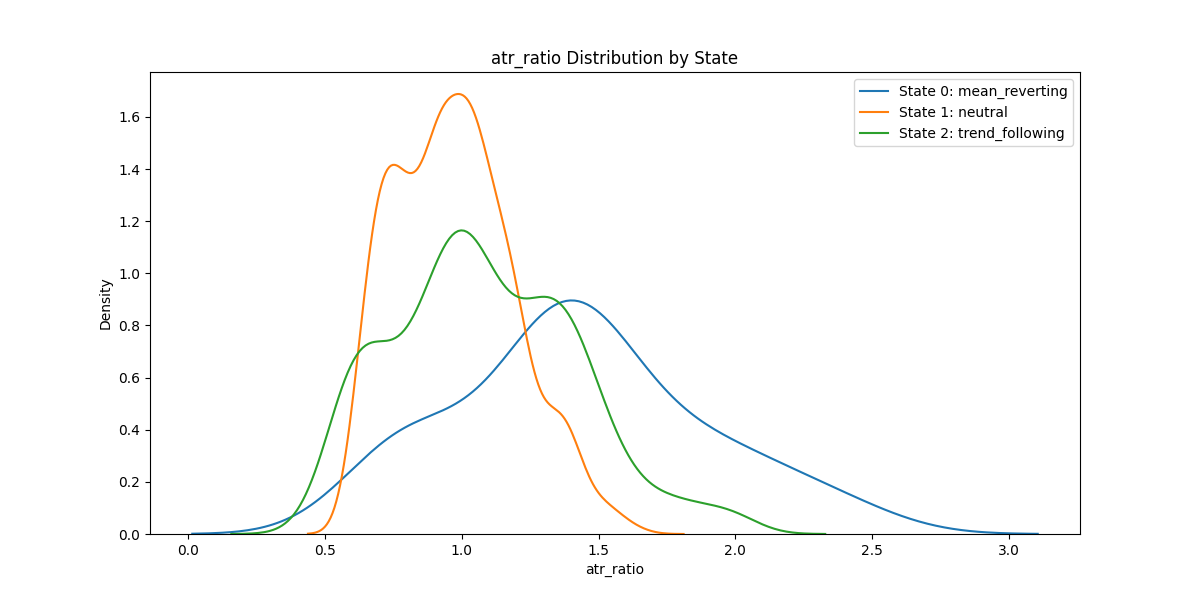 atr_ratio Distribution by State
State 0: mean_reverting
State 1: neutral
State 2: trend_following
Density
1.6
1.4
1.2
1.0
0.8
0.6
0.4
0.2
0.0
0.0 0.5 1.0 1.5 2.0 2.5 3.0
atr_ratio